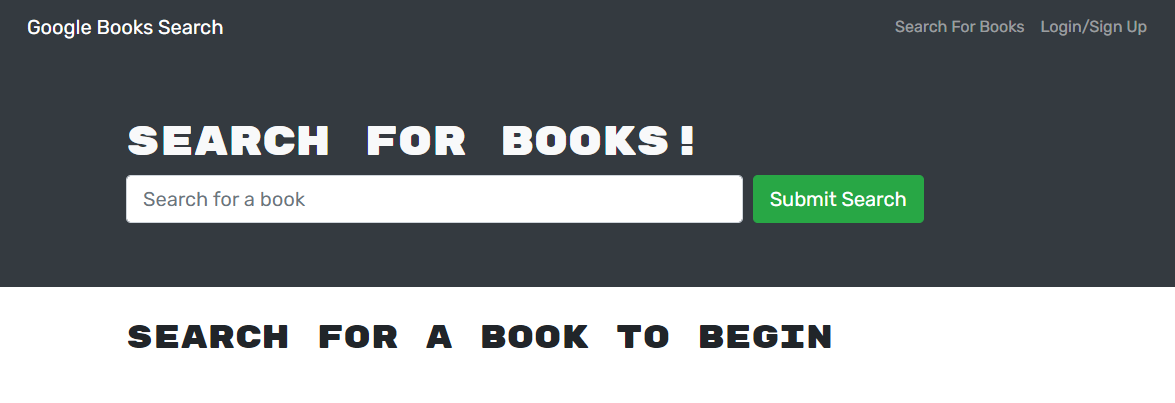 Google Books Search
Search For Books
Login/Sign Up
SEARCH FOR BOOKS!
Search for a book
Submit Search
SEARCH FOR A BOOK TO BEGIN